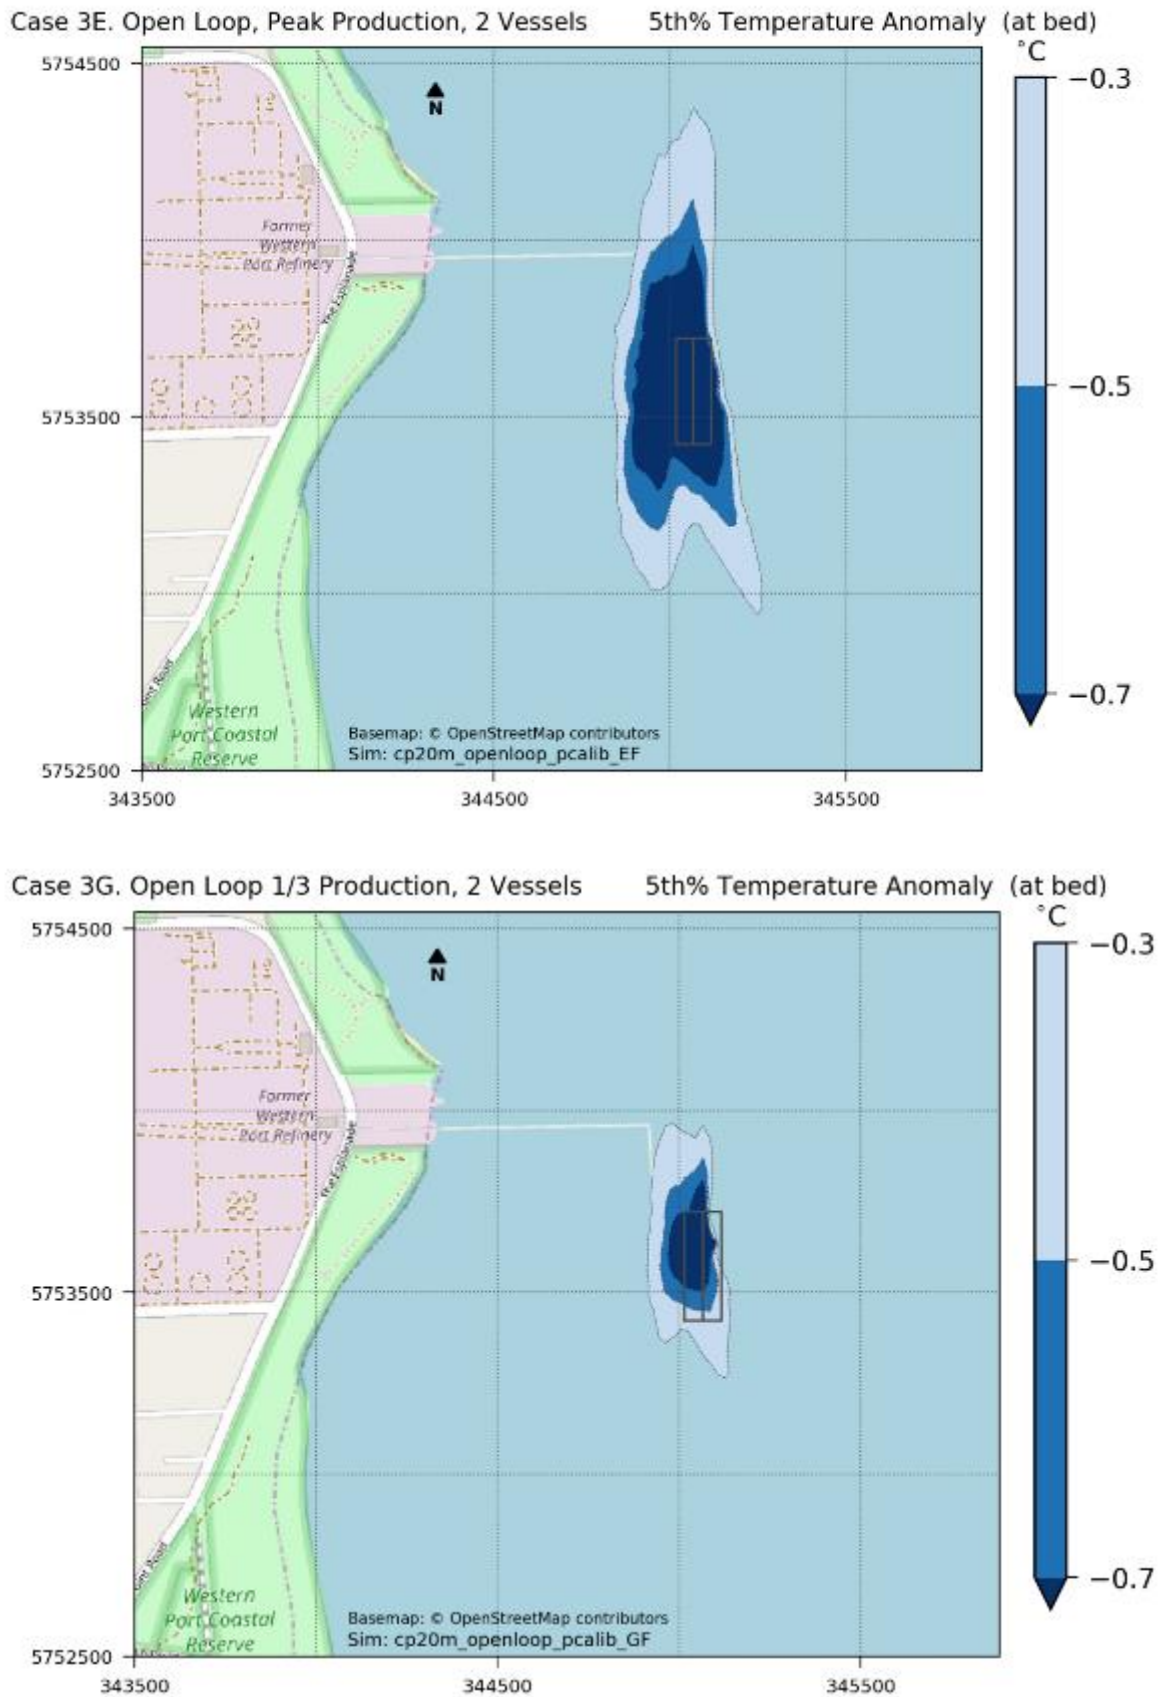 Case 3E. Open Loop, Peak Production, 2 Vessels 5th% Temperature Anomaly (at bed)
°C
5754500
−0.3
N
Former
Western
Port Refinery
The Esplanade
−0.5
5753500
−0.7
Western
Port Coastal
Reserve
Road
Basemap: © OpenStreetMap contributors
Sim: cp20m_openloop_pcalib_EF
5752500
343500 344500 345500
Case 3G. Open Loop 1/3 Production, 2 Vessels 5th% Temperature Anomaly (at bed)
°C
5754500
−0.3
N
Former
Western
Port Refinery
The Esplanade
−0.5
5753500
−0.7
Road
Western
Port Coastal
Reserve
Basemap: © OpenStreetMap contributors
Sim: cp20m_openloop_pcalib_GF
5752500
343500 344500 345500